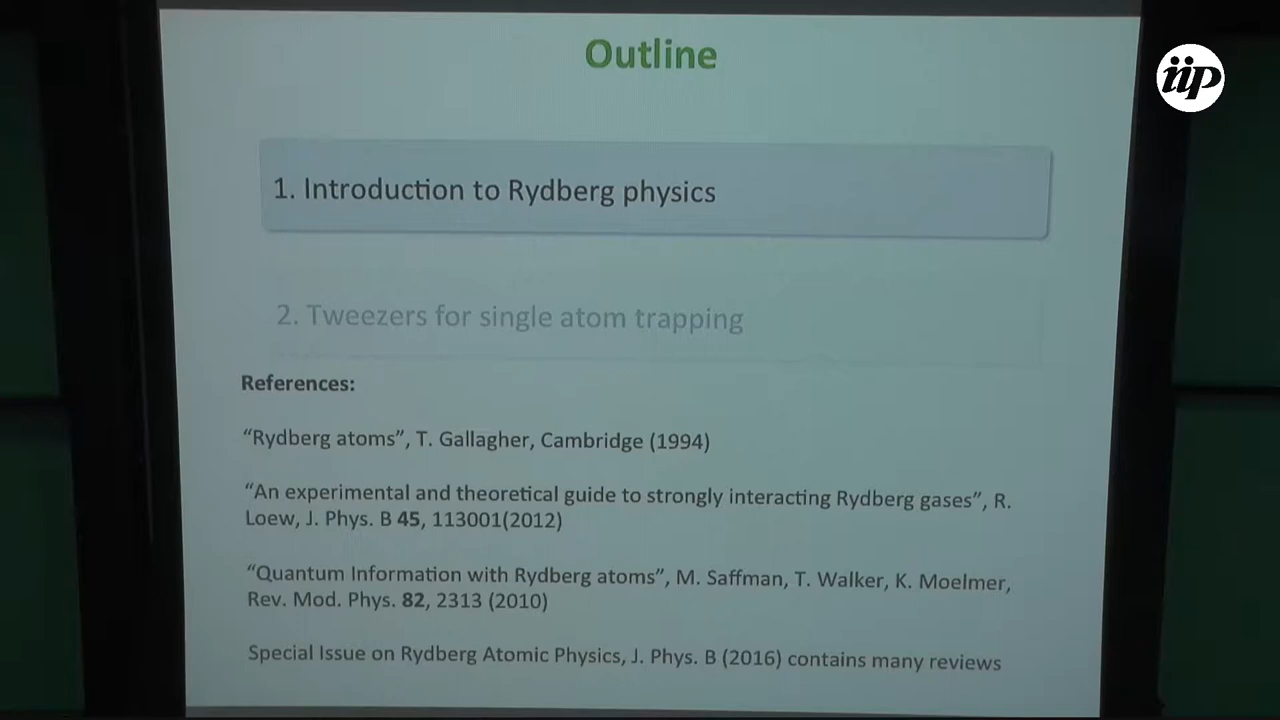 Outline
iip
1. Introduction to Rydberg physics
2. Tweezers for single atom trapping
References:
“Rydberg atoms”, T. Gallagher, Cambridge (1994)
“An experimental and theoretical guide to strongly interacting Rydberg gases”, R.
Loew, J. Phys. B 45, 113001(2012)
“Quantum Information with Rydberg atoms”, M. Saffman, T. Walker, K. Moelmer,
Rev. Mod. Phys. 82, 2313 (2010)
Special Issue on Rydberg Atomic Physics, J. Phys. B (2016) contains many reviews